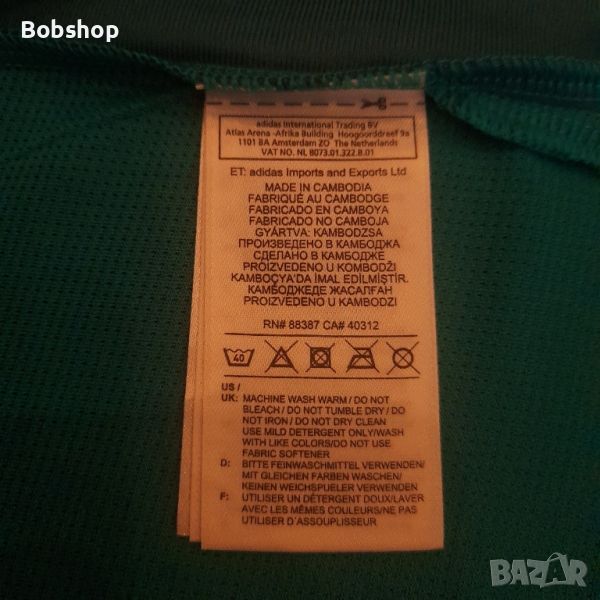 Bobshop
adidas International Trading BV
Atlas Arena -Afrika Building Hoogoorddreef 9a
1101 BA Amsterdam ZO The Netherlands
VAT NO. NL 8073.01.322.B.01
ET: adidas Imports and Exports Ltd
MADE IN CAMBODIA
FABRIQUÉ AU CAMBODGE
FABRICADO EN CAMBOYA
FABRICADO NO CAMBOJA
GYÁRTVA: KAMBODZSA
ПРОИЗВЕДЕНО В КАМБОДЖА
СДЕЛАНО В КАМБОДЖЕ
PROIZVEDENO U KOMBODŽI
KAMBOÇYA'DA İMAL EDİLMİŞTİR.
КАМБОДЖЕДЕ ЖАСАЛҒАН
PROIZVEDENO U KAMBODZI
RN# 88387 CA# 40312
40
US /
UK: MACHINE WASH WARM / DO NOT
BLEACH / DO NOT TUMBLE DRY / DO
NOT IRON / DO NOT DRY CLEAN
USE MILD DETERGENT ONLY/WASH
WITH LIKE COLORS/DO NOT USE
FABRIC SOFTENER
D: BITTE FEINWASCHMITTEL VERWENDEN/
MIT GLEICHEN FARBEN WASCHEN/
KEINEN WEICHSPUELER VERWENDEN
F: UTILISER UN DÉTERGENT DOUX/LAVER
AVEC LES MÊMES COULEURS/NE PAS
UTILISER D'ASSOUPLISSEUR
BAZAR